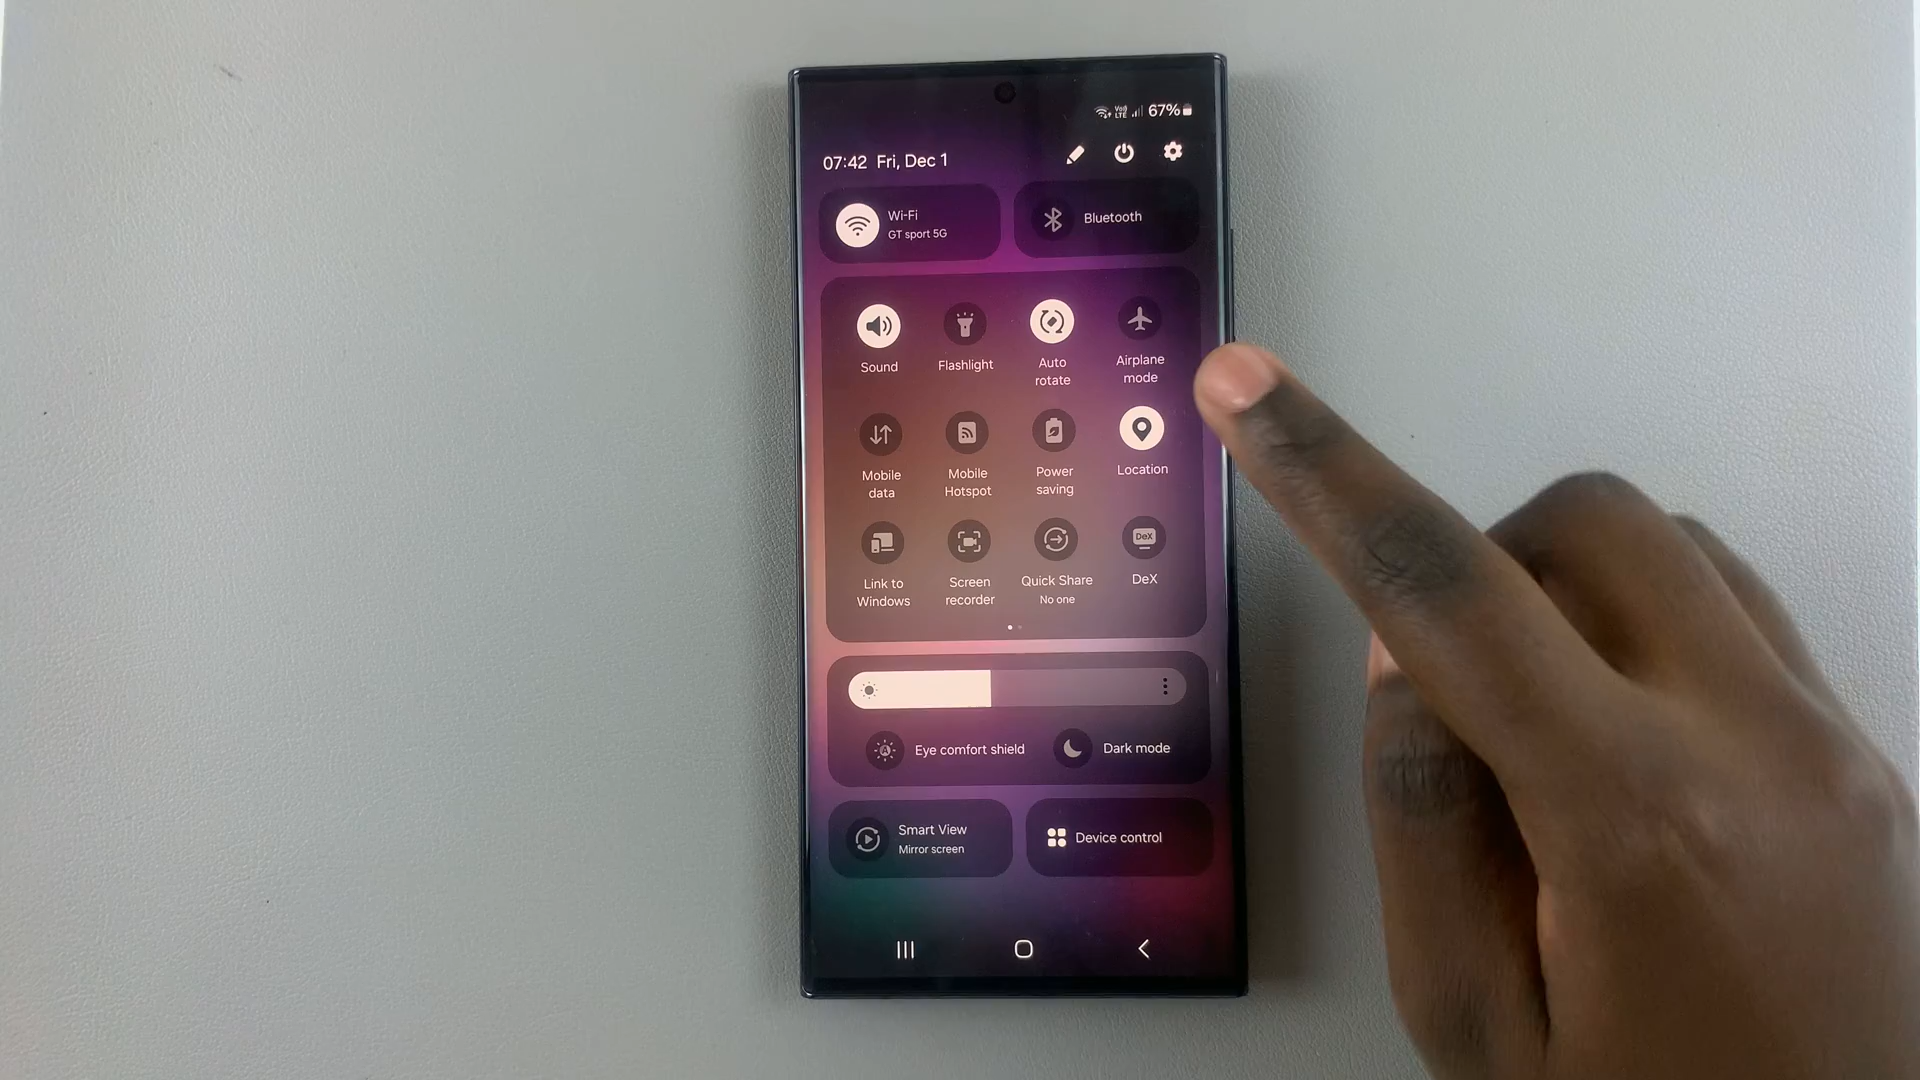 VoD LTE 67%
07:42 Fri, Dec 1
Wi-Fi
GT sport 5G
Bluetooth
Sound
Flashlight
Auto
rotate
Airplane
mode
Mobile
data
Mobile
Hotspot
Power
saving
Location
Link to
Windows
Screen
recorder
Quick Share
No one
DeX
DeX
A
Eye comfort shield
Dark mode
Smart View
Mirror screen
Device control